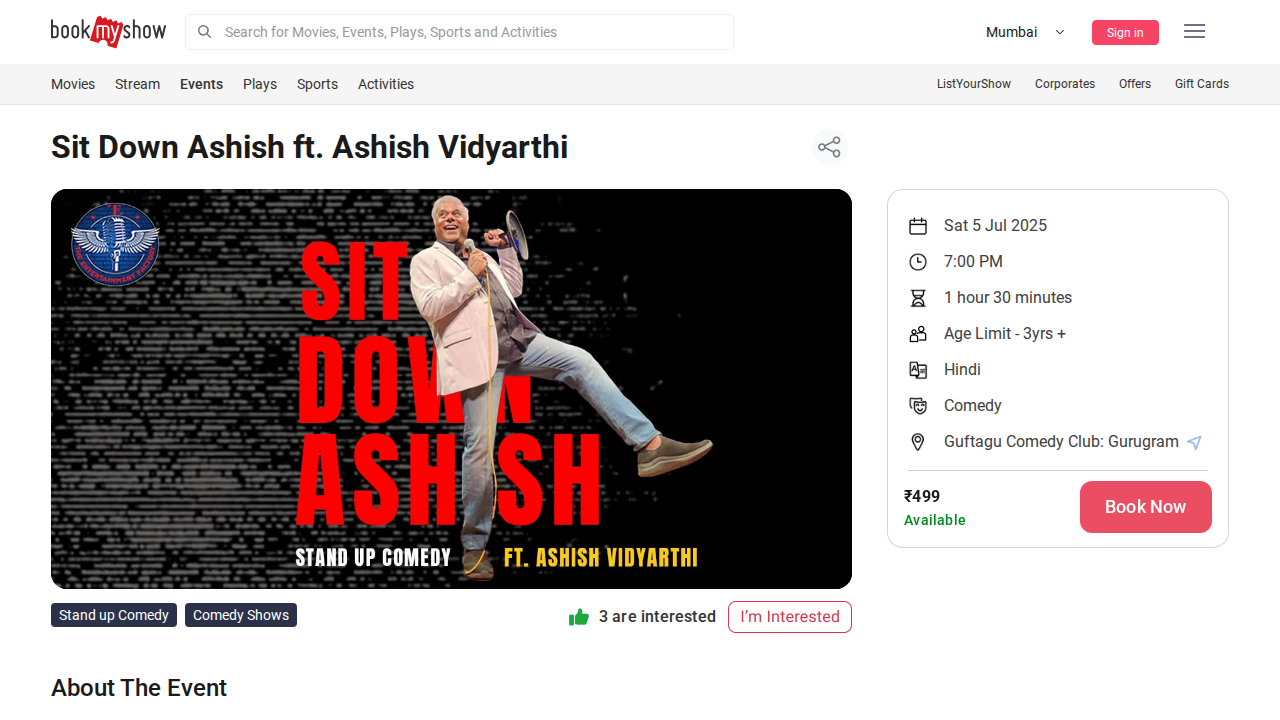 bookmyshow
Search for Movies, Events, Plays, Sports and Activities
Mumbai
Sign in
Movies Stream Events Plays Sports Activities
ListYourShow Corporates Offers Gift Cards
Sit Down Ashish ft. Ashish Vidyarthi
E
THE ENTERTAINMENT FACTORY
SIT
DOWN
ASHISH
STAND UP COMEDY FT. ASHISH VIDYARTHI
Sat 5 Jul 2025
7:00 PM
1 hour 30 minutes
Age Limit - 3yrs +
Hindi
Comedy
Guftagu Comedy Club: Gurugram
₹499
Available
Book Now
Stand up Comedy Comedy Shows
3 are interested
I’m Interested
About The Event